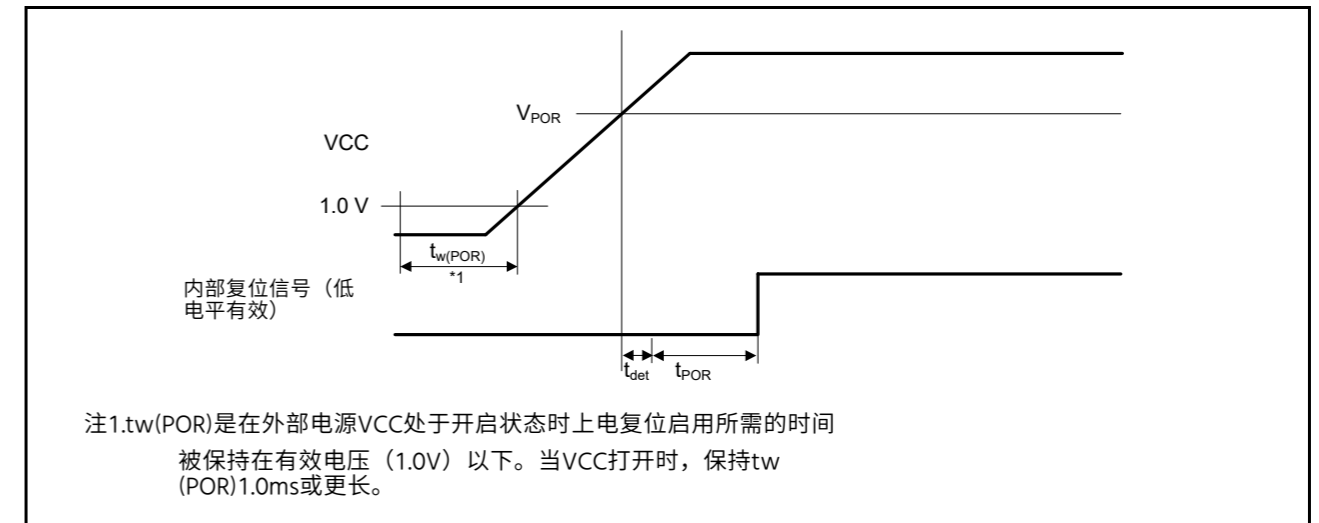 V_POR
VCC
1.0 V
t_w(POR)
*1
内部复位信号（低
电平有效）
t_det
t_POR
注1.tw(POR)是在外部电源VCC处于开启状态时上电复位启用所需的时间
被保持在有效电压（1.0V）以下。当VCC打开时，保持tw
(POR)1.0ms或更长。